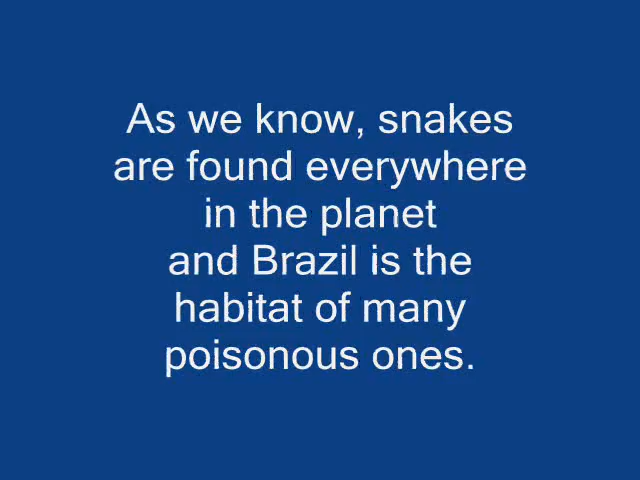 As we know, snakes
are found everywhere
in the planet
and Brazil is the
habitat of many
poisonous ones.